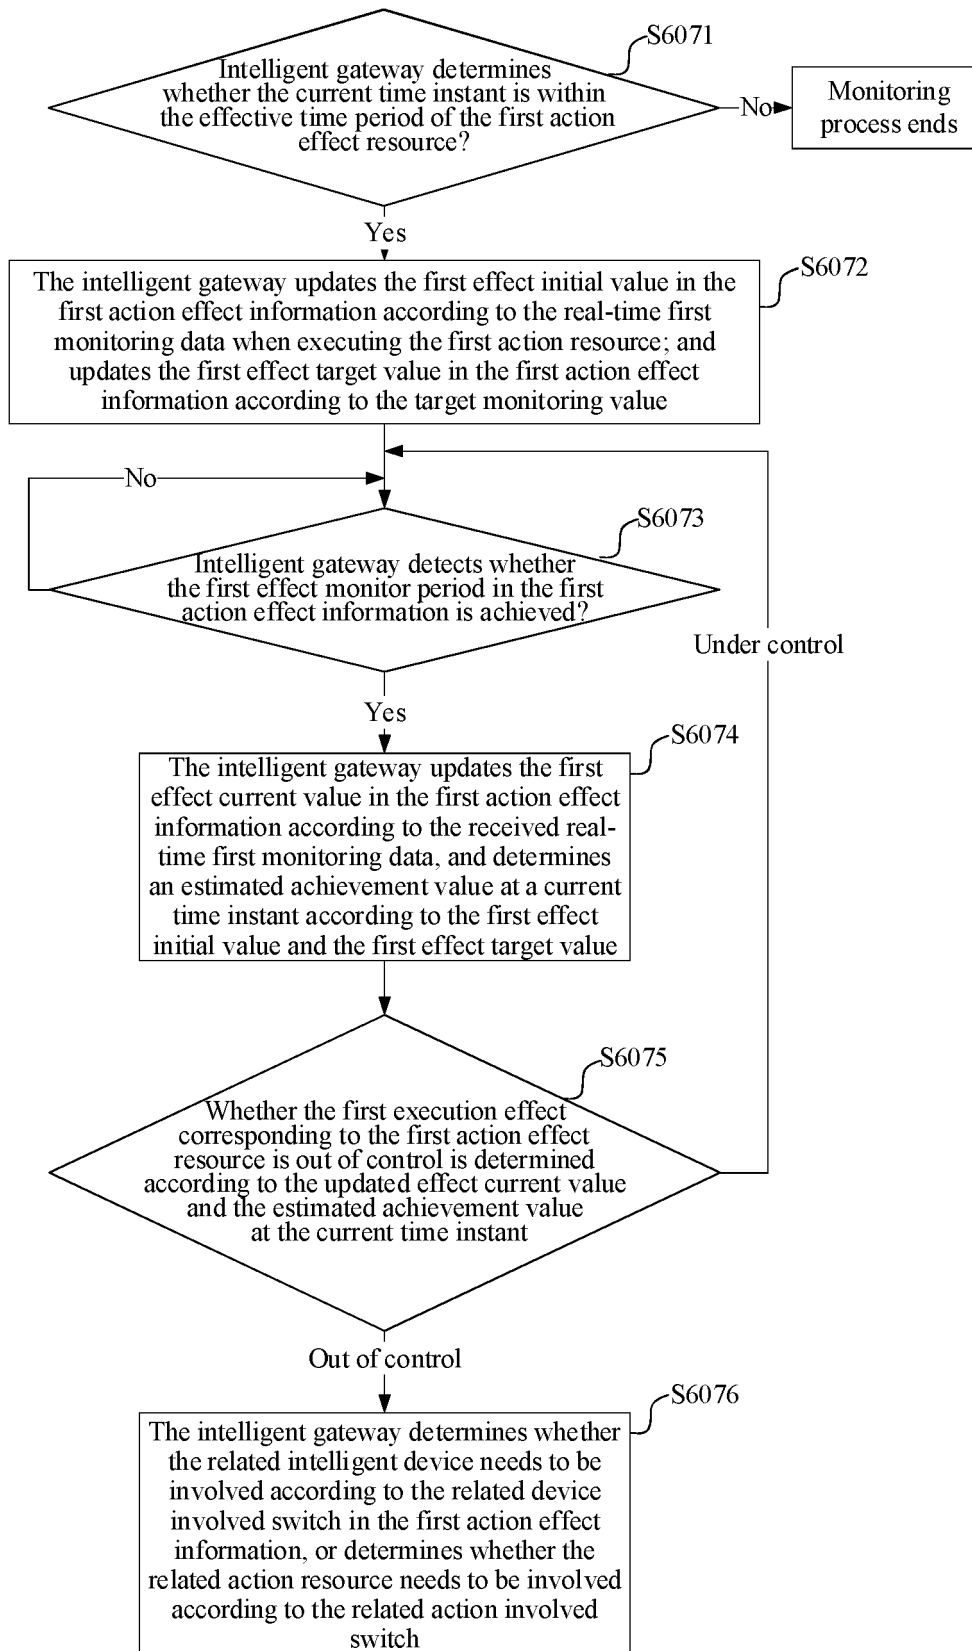 S6071
Intelligent gateway determines
whether the current time instant is within
the effective time period of the first action
effect resource?
No
Monitoring
process ends
Yes
S6072
The intelligent gateway updates the first effect initial value in the
first action effect information according to the real-time first
monitoring data when executing the first action resource; and
updates the first effect target value in the first action effect
information according to the target monitoring value
No
S6073
Intelligent gateway detects whether
the first effect monitor period in the first
action effect information is achieved?
Under control
Yes
S6074
The intelligent gateway updates the first
effect current value in the first action effect
information according to the received real-
time first monitoring data, and determines
an estimated achievement value at a current
time instant according to the first effect
initial value and the first effect target value
S6075
Whether the first execution effect
corresponding to the first action effect
resource is out of control is determined
according to the updated effect current value
and the estimated achievement value
at the current time instant
Out of control
S6076
The intelligent gateway determines whether
the related intelligent device needs to be
involved according to the related device
involved switch in the first action effect
information, or determines whether the
related action resource needs to be involved
according to the related action involved
switch